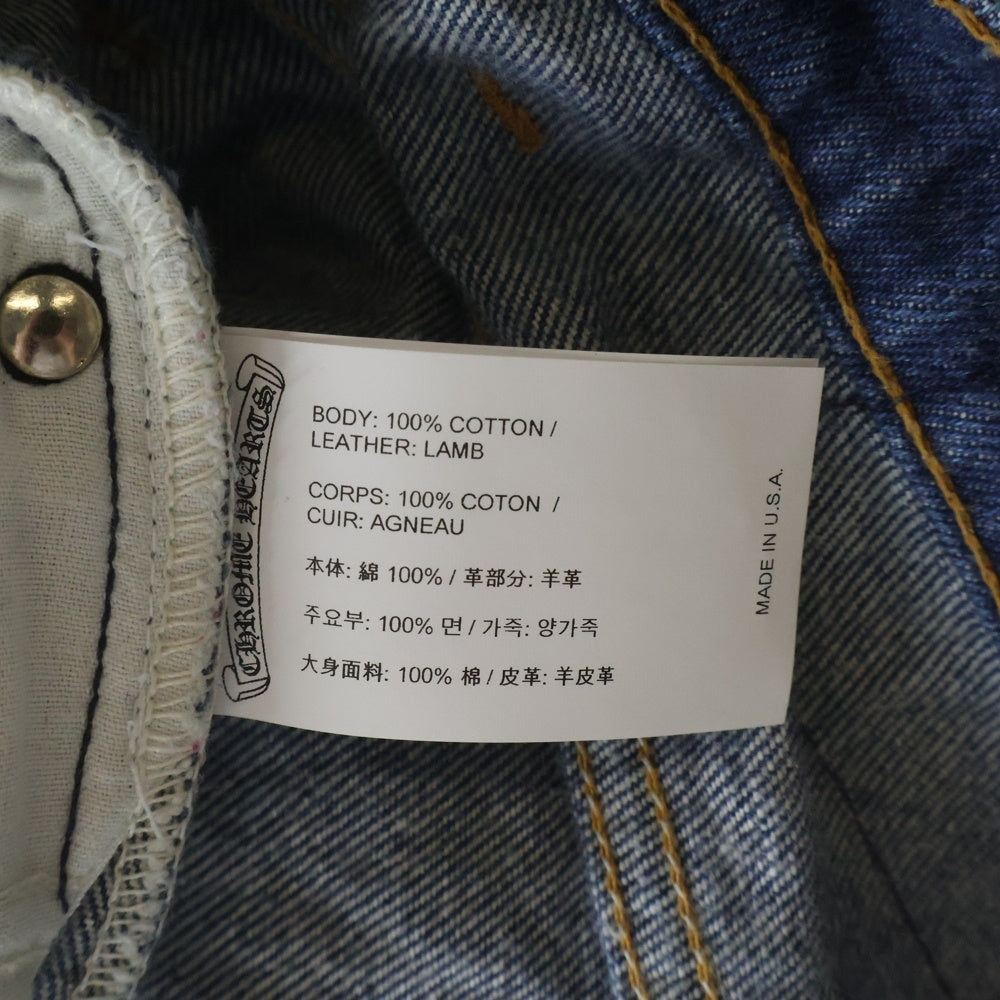 CHROME HEARTS
BODY: 100% COTTON /
LEATHER: LAMB
CORPS: 100% COTON /
CUIR: AGNEAU
本体: 綿 100% / 革部分: 羊革
주요부: 100% 면 / 가죽: 양가죽
大身面料: 100% 棉 / 皮革: 羊皮革
MADE IN U.S.A.